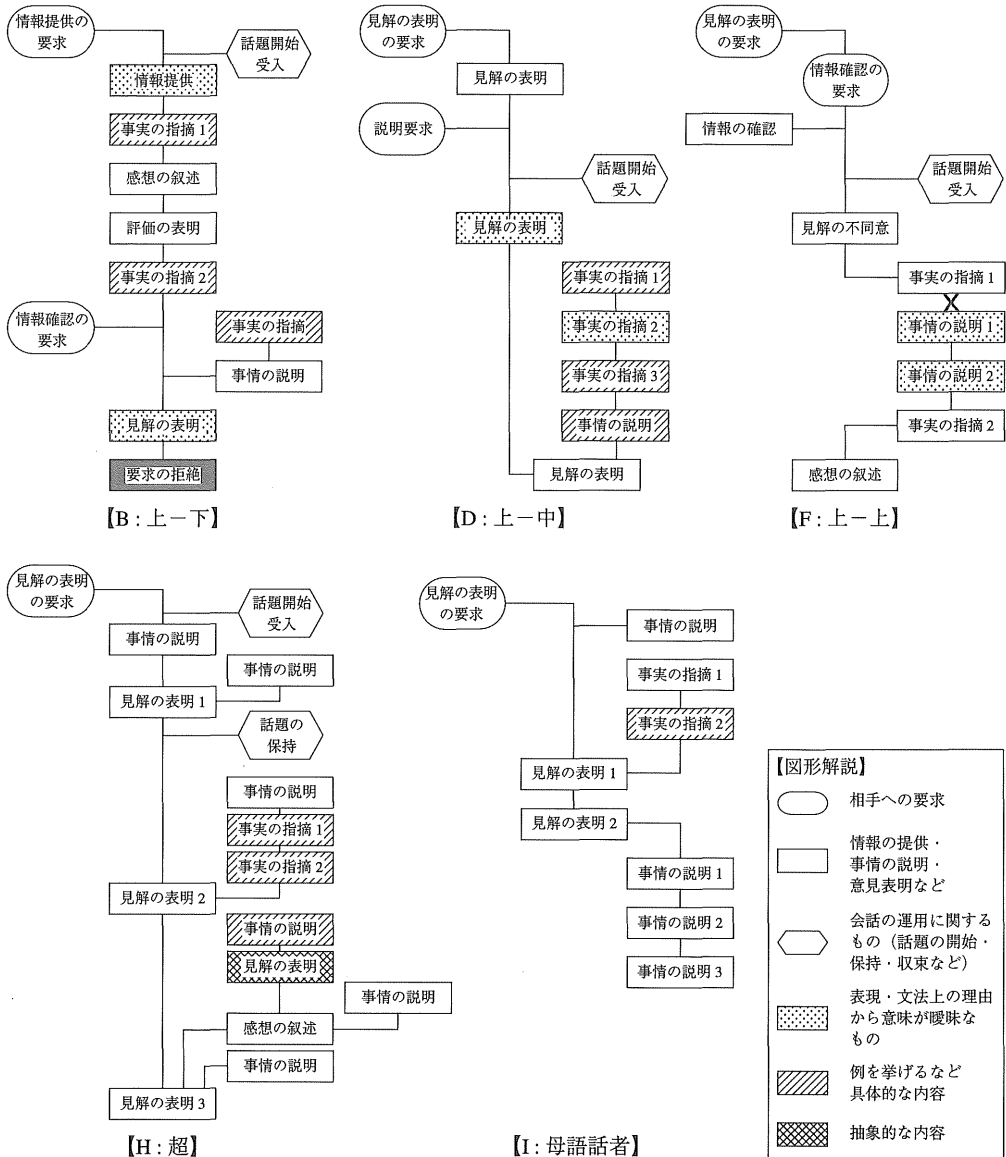 情報提供の
要求
話題開始
受入
情報提供
事実の指摘 1
感想の叙述
評価の表明
事実の指摘 2
情報確認の
要求
事実の指摘
事情の説明
見解の表明
要求の拒絶
【B : 上－下】
見解の表明
の要求
見解の表明
説明要求
話題開始
受入
見解の表明
事実の指摘 1
事実の指摘 2
事実の指摘 3
事情の説明
見解の表明
【D : 上－中】
見解の表明
の要求
情報確認の
要求
情報の確認
話題開始
受入
見解の不同意
事実の指摘 1
X
事情の説明 1
事情の説明 2
事実の指摘 2
感想の叙述
【F : 上－上】
見解の表明
の要求
話題開始
受入
事情の説明
事情の説明
見解の表明 1
話題の
保持
事情の説明
事実の指摘 1
事実の指摘 2
見解の表明 2
事情の説明
見解の表明
事情の説明
感想の叙述
事情の説明
見解の表明 3
【H : 超】
見解の表明
の要求
事情の説明
事実の指摘 1
事実の指摘 2
見解の表明 1
見解の表明 2
事情の説明 1
事情の説明 2
事情の説明 3
【I : 母語話者】
【図形解説】
相手への要求
情報の提供・
事情の説明・
意見表明など
会話の運用に関する
もの（話題の開始・
保持・収束など）
表現・文法上の理由
から意味が曖昧な
もの
例を挙げるなど
具体的な内容
抽象的な内容